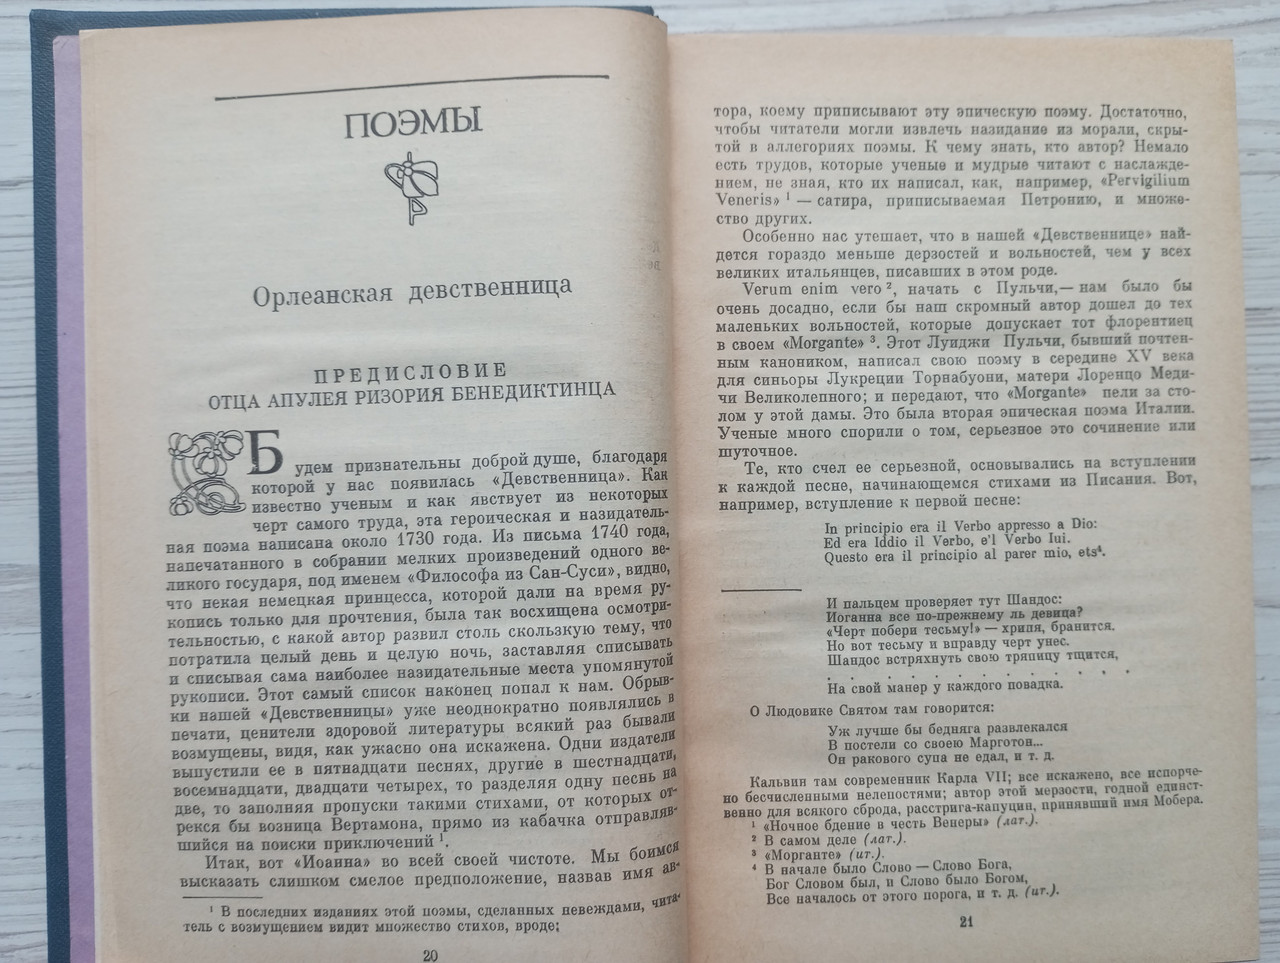 ПОЭМЫ
Орлеанская девственница
ПРЕДИСЛОВИЕ
ОТЦА АПУЛЕЯ РИЗОРИЯ БЕНЕДИКТИНЦА
Будем признательны доброй душе, благодаря
которой у нас появилась «Девственница». Как
известно ученым и как явствует из некоторых
черт самого труда, эта героическая и назидатель-
ная поэма написана около 1730 года. Из письма 1740 года,
напечатанного в собрании мелких произведений одного ве-
ликого государя, под именем «Философа из Сан-Суси», видно,
что некая немецкая принцесса, которой дали на время ру-
копись только для прочтения, была так восхищена осмотри-
тельностью, с какой автор развил столь скользкую тему, что
потратила целый день и целую ночь, заставляя списывать
и списывая сама наиболее назидательные места упомянутой
рукописи. Этот самый список наконец попал к нам. Обрыв-
ки нашей «Девственницы» уже неоднократно появлялись в
печати, ценители здоровой литературы всякий раз бывали
возмущены, видя, как ужасно она искажена. Одни издатели
выпустили ее в пятнадцати песнях, другие в шестнадцати,
восемнадцати, двадцати четырех, то разделяя одну песнь на
две, то заполняя пропуски такими стихами, от которых от-
рекся бы возница Вертамона, прямо из кабачка отправляв-
шийся на поиски приключений ¹.
Итак, вот «Иоанна» во всей своей чистоте. Мы боимся
высказать слишком смелое предположение, назвав имя ав-
¹ В последних изданиях этой поэмы, сделанных невеждами, чита-
тель с возмущением видит множество стихов, вроде;
20
тора, коему приписывают эту эпическую поэму. Достаточно,
чтобы читатели могли извлечь назидание из морали, скры-
той в аллегориях поэмы. К чему знать, кто автор? Немало
есть трудов, которые ученые и мудрые читают с наслажде-
нием, не зная, кто их написал, как, например, «Pervigilium
Veneris» ¹ — сатира, приписываемая Петронию, и множе-
ство других.
Особенно нас утешает, что в нашей «Девственнице» най-
дется гораздо меньше дерзостей и вольностей, чем у всех
великих итальянцев, писавших в этом роде.
Verum enim vero ², начать с Пульчи,— нам было бы
очень досадно, если бы наш скромный автор дошел до тех
маленьких вольностей, которые допускает тот флорентиец
в своем «Morgante» ³. Этот Луиджи Пульчи, бывший почтен-
ным каноником, написал свою поэму в середине XV века
для синьоры Лукреции Торнабуони, матери Лоренцо Меди-
чи Великолепного; и передают, что «Morgante» пели за сто-
лом у этой дамы. Это была вторая эпическая поэма Италии.
Ученые много спорили о том, серьезное это сочинение или
шуточное.
Те, кто счел ее серьезной, основывались на вступлении
к каждой песне, начинающемся стихами из Писания. Вот,
например, вступление к первой песне:
In principio era il Verbo appresso a Dio:
Ed era Iddio il Verbo, e'l Verbo lui.
Questo era il principio al parer mio, ets⁴.
И пальцем проверяет тут Шандос:
Иоганна все по-прежнему ль девица?
«Черт побери тесьму!» — хрипя, бранится.
Но вот тесьму и вправду черт унес.
Шандос встряхнуть свою тряпицу тщится,
. . . . . . . . . . . . .
На свой манер у каждого повадка.
О Людовике Святом там говорится:
Уж лучше бы бедняга развлекался
В постели со своею Марготон...
Он ракового супа не едал, и т. д.
Кальвин там современник Карла VII; все искажено, все испорче-
но бесчисленными нелепостями; автор этой мерзости, годной единст-
венно для всякого сброда, расстрига-капуцин, принявший имя Мобера.
¹ «Ночное бдение в честь Венеры» (лат.).
² В самом деле (лат.).
³ «Морганте» (ит.).
⁴ В начале было Слово — Слово Бога,
Бог Словом был, и Слово было Богом,
Все началось от этого порога, и т. д. (ит.).
21